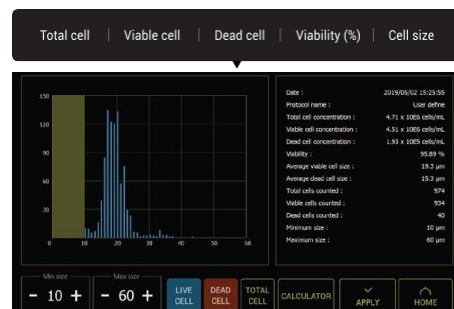 Total cell | Viable cell | Dead cell | Viability (%) | Cell size
150
120
90
60
30
0 10 20 30 40 50 60
Date : 2019/05/02 15:25:55
Protocol name : User define
Total cell concentration : 4.71 x 10E6 cells/mL
Viable cell concentration : 4.51 x 10E6 cells/mL
Dead cell concentration : 1.93 x 10E5 cells/mL
Viability : 95.89 %
Average viable cell size : 19.3 µm
Average dead cell size : 15.3 µm
Total cells counted : 974
Viable cells counted : 934
Dead cells counted : 40
Minimum size : 10 µm
Maximum size : 60 µm
Min size
- 10 +
Max size
- 60 +
LIVE
CELL
DEAD
CELL
TOTAL
CELL
CALCULATOR
APPLY
HOME